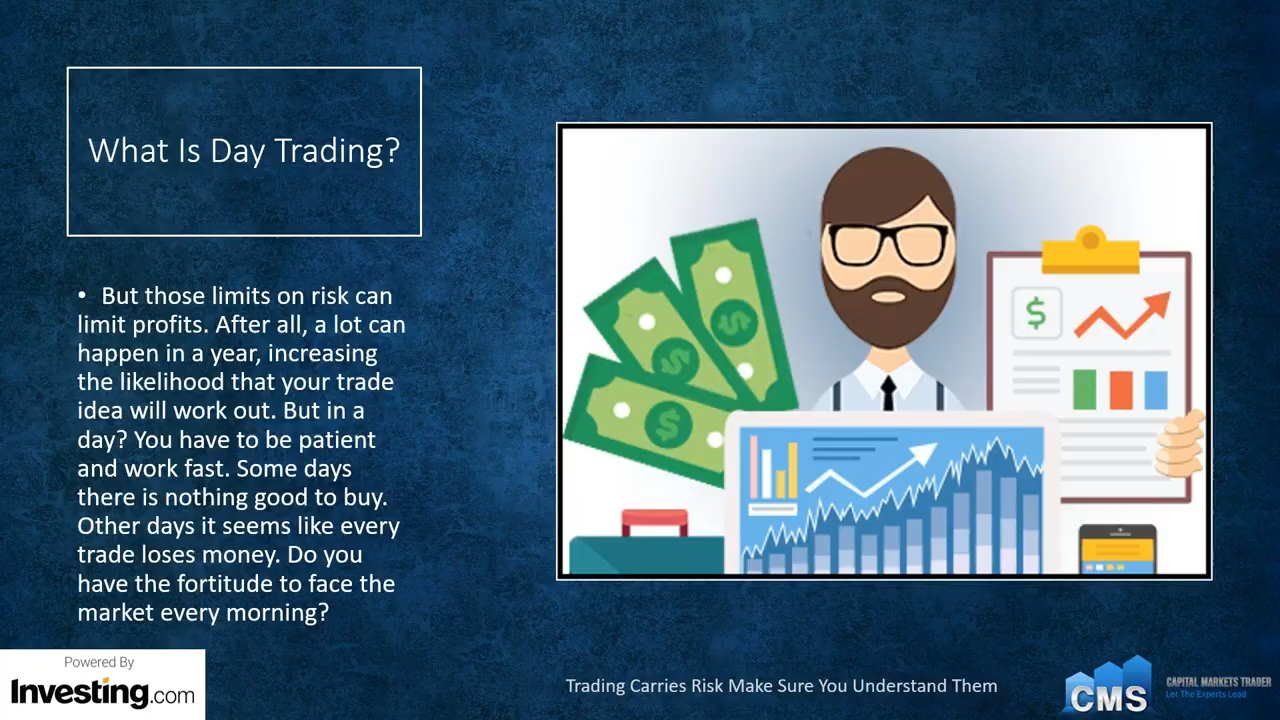 What Is Day Trading?
• But those limits on risk can
limit profits. After all, a lot can
happen in a year, increasing
the likelihood that your trade
idea will work out. But in a
day? You have to be patient
and work fast. Some days
there is nothing good to buy.
Other days it seems like every
trade loses money. Do you
have the fortitude to face the
market every morning?
$
$
$
$
Powered By
Investing.com
Trading Carries Risk Make Sure You Understand Them
CMS
CAPITAL MARKETS TRADER
Let The Experts Lead